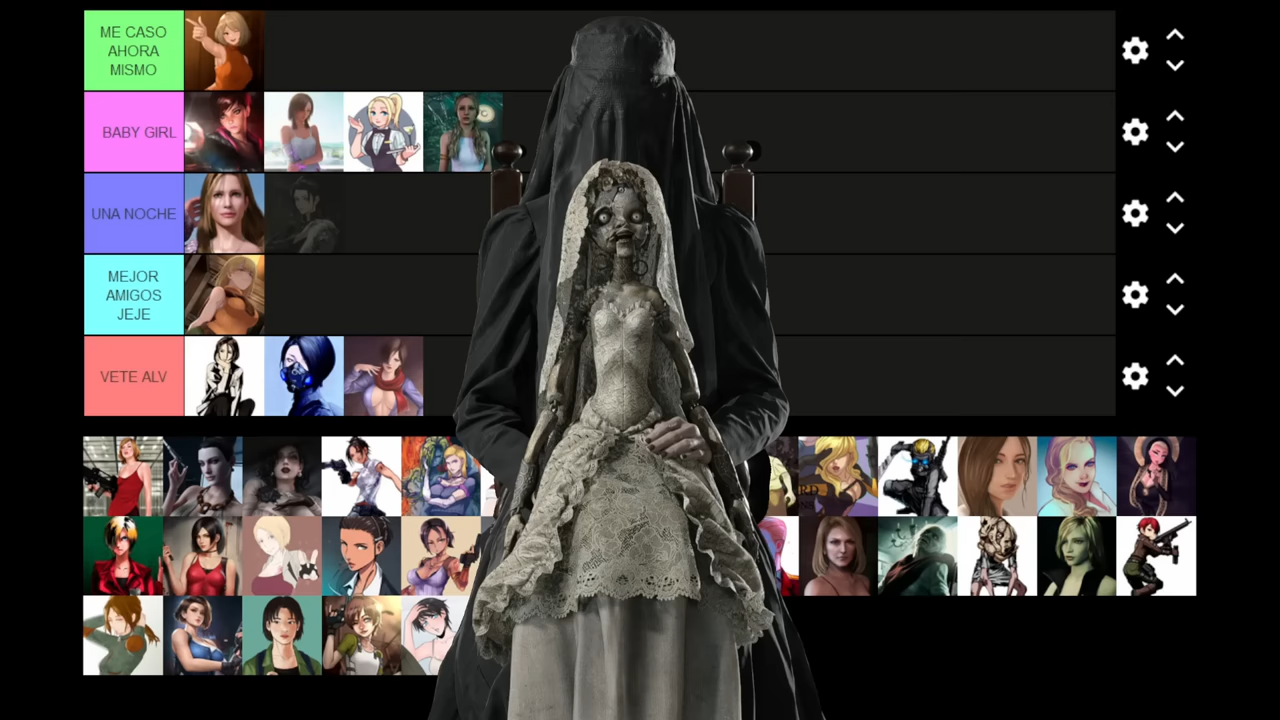 ME CASO
AHORA
MISMO
BABY GIRL
UNA NOCHE
MEJOR
AMIGOS
JEJE
VETE ALV